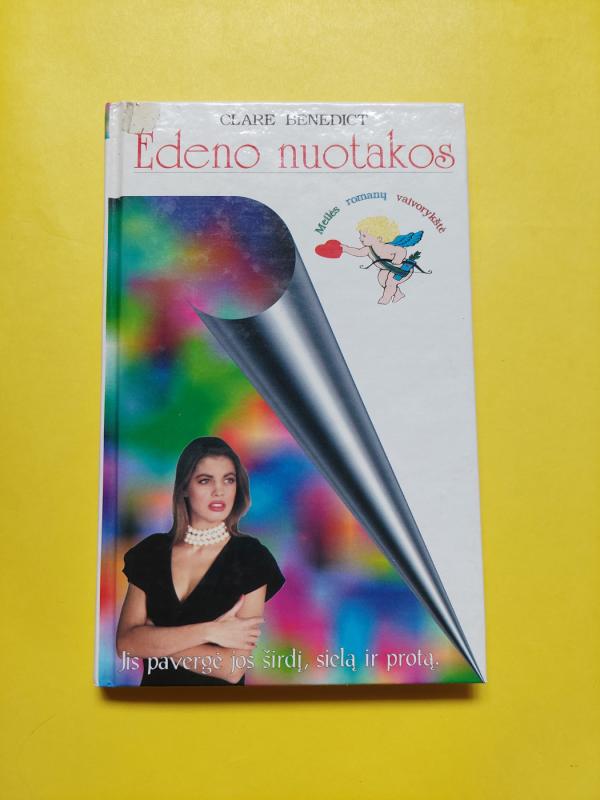 CLARE BENEDICT
Edeno nuotakos
Meilės romanų vaivorykštė
Jis pavergė jos širdį, sielą ir protą.